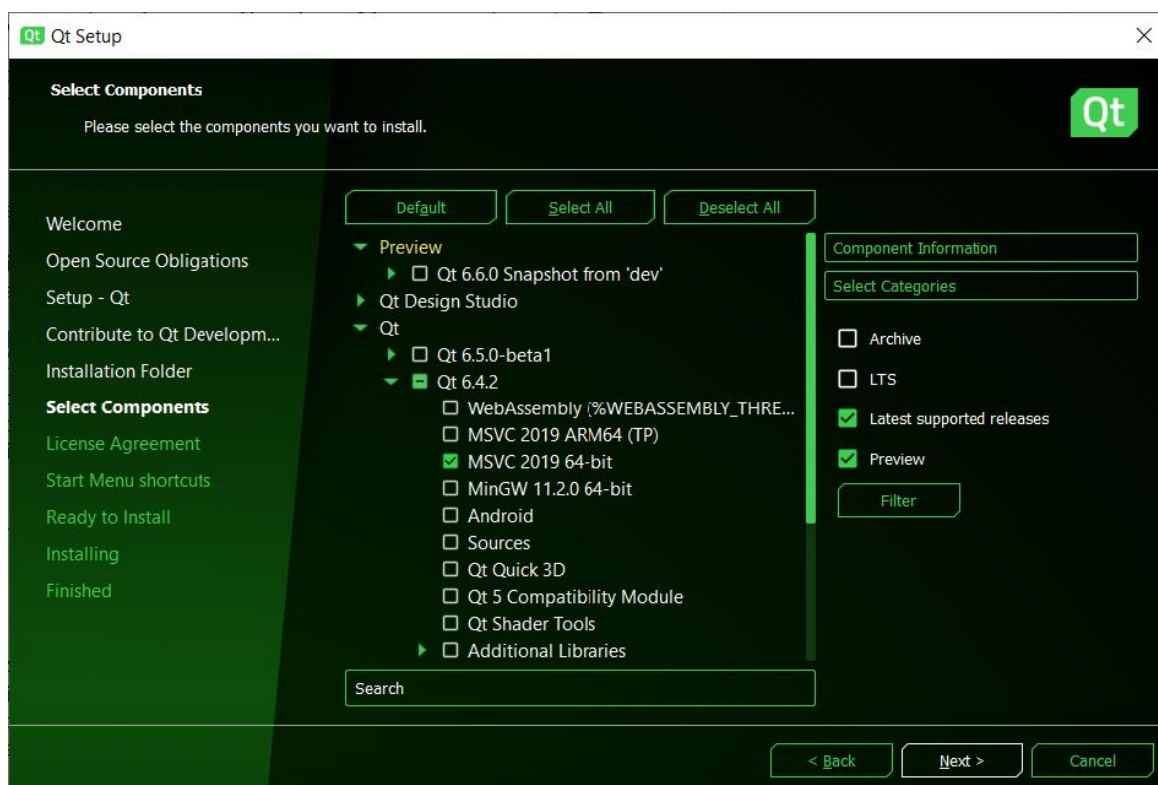 Qt Qt Setup
Select Components
Please select the components you want to install.
Qt
Welcome
Open Source Obligations
Setup - Qt
Contribute to Qt Developm...
Installation Folder
Select Components
License Agreement
Start Menu shortcuts
Ready to Install
Installing
Finished
Default
Select All
Deselect All
Preview
Qt 6.6.0 Snapshot from 'dev'
Qt Design Studio
Qt
Qt 6.5.0-beta1
Qt 6.4.2
WebAssembly (%WEBASSEMBLY_THRE...
MSVC 2019 ARM64 (TP)
MSVC 2019 64-bit
MinGW 11.2.0 64-bit
Android
Sources
Qt Quick 3D
Qt 5 Compatibility Module
Qt Shader Tools
Additional Libraries
Search
Component Information
Select Categories
Archive
LTS
Latest supported releases
Preview
Filter
< Back
Next >
Cancel